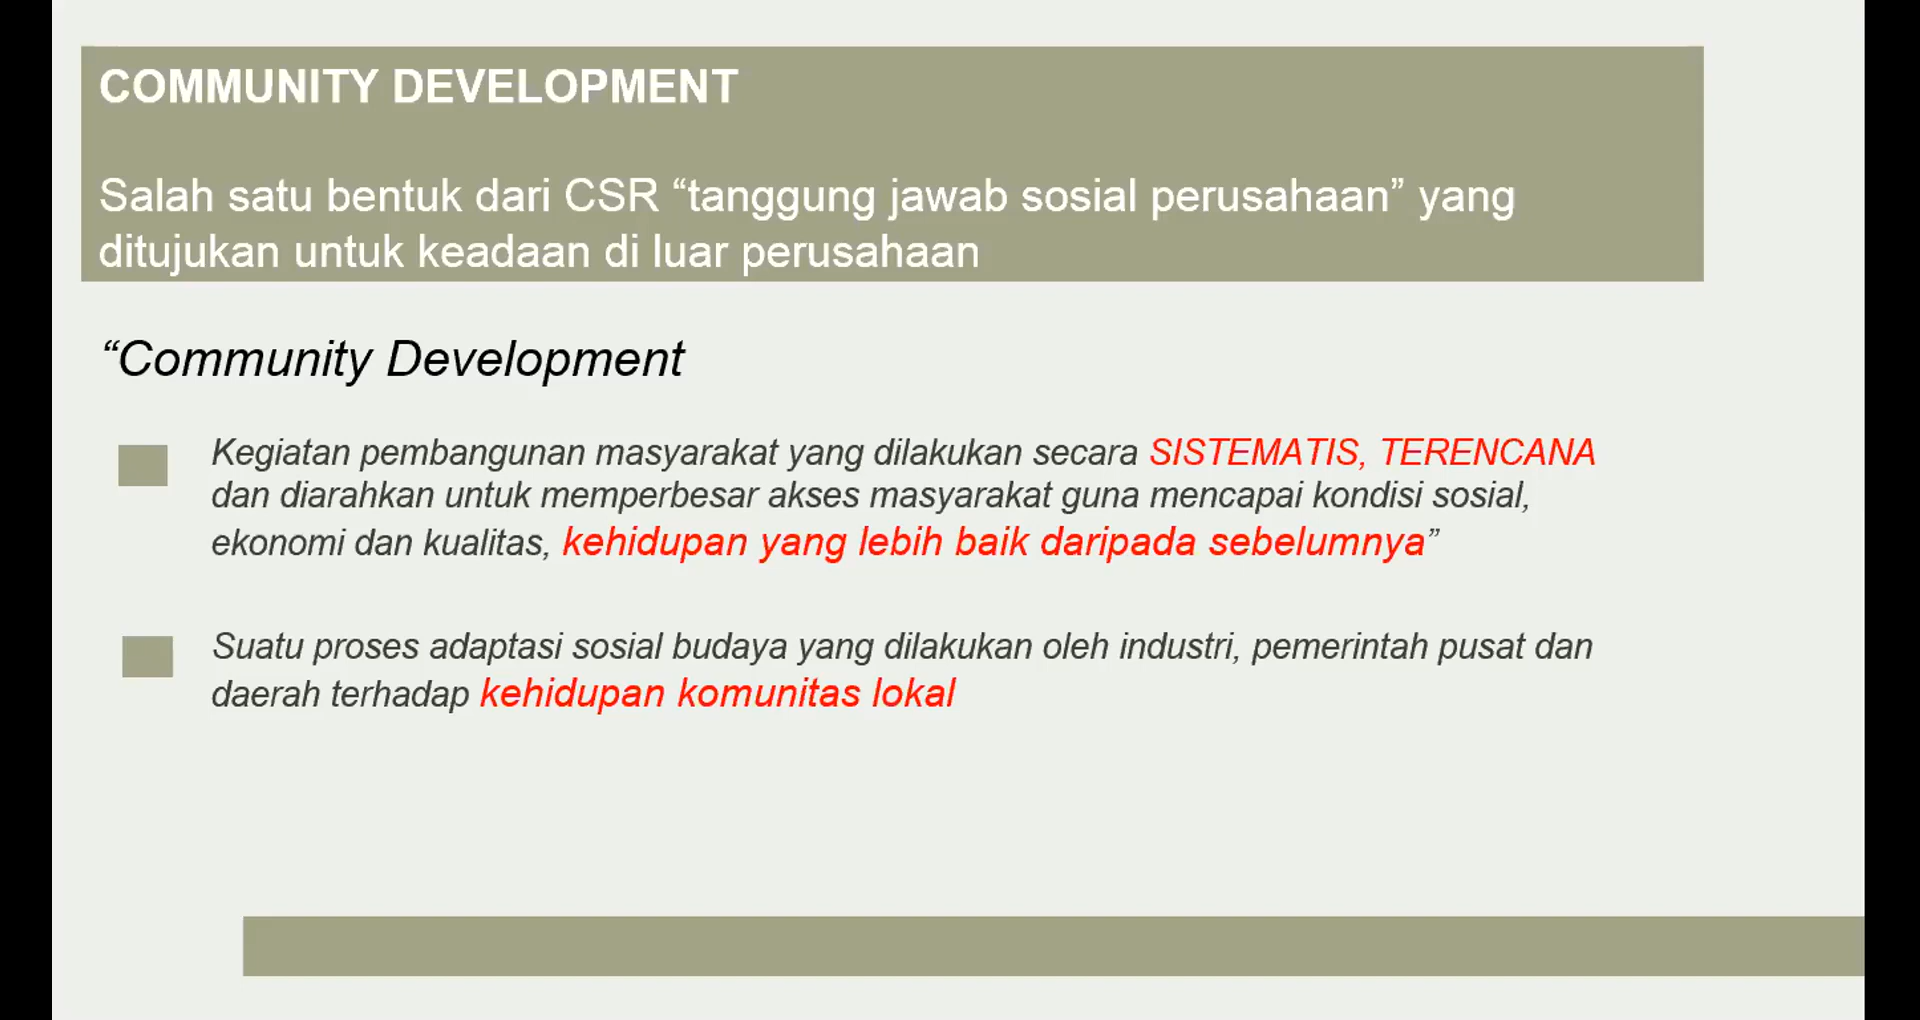 COMMUNITY DEVELOPMENT
Salah satu bentuk dari CSR “tanggung jawab sosial perusahaan” yang
ditujukan untuk keadaan di luar perusahaan
“Community Development
Kegiatan pembangunan masyarakat yang dilakukan secara SISTEMATIS, TERENCANA
dan diarahkan untuk memperbesar akses masyarakat guna mencapai kondisi sosial,
ekonomi dan kualitas, kehidupan yang lebih baik daripada sebelumnya”
Suatu proses adaptasi sosial budaya yang dilakukan oleh industri, pemerintah pusat dan
daerah terhadap kehidupan komunitas lokal